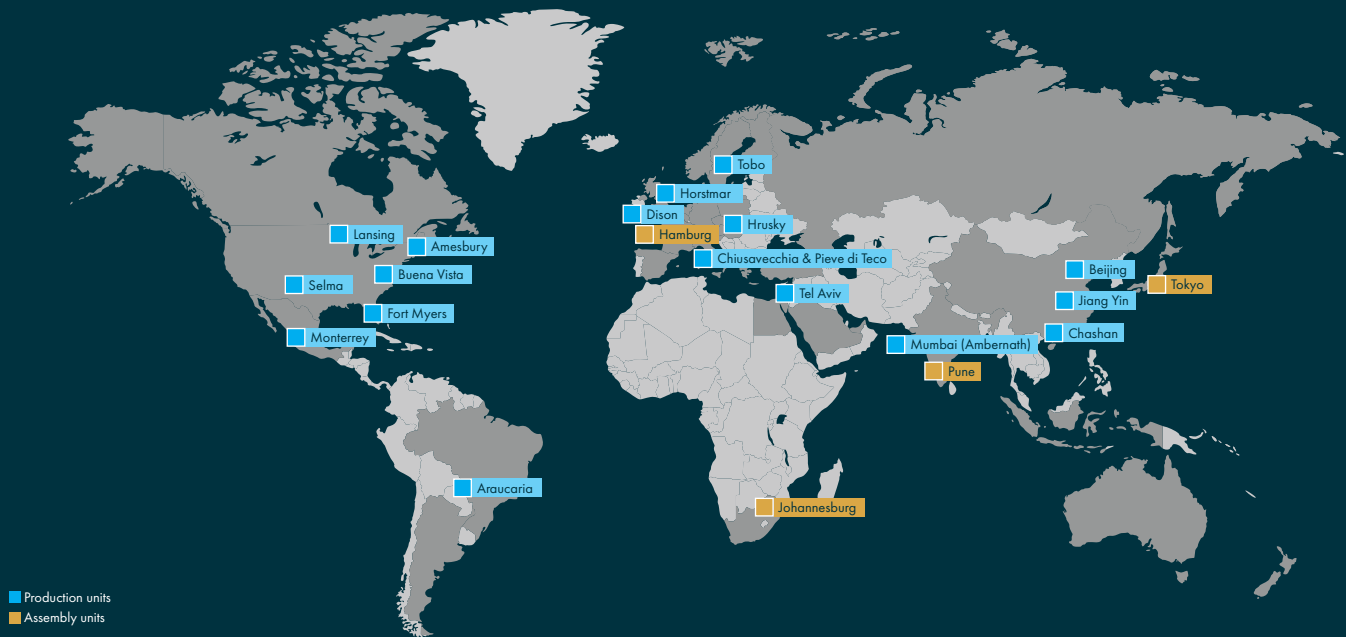 Tobo
Horstmar
Dison
Hrusky
Lansing
Hamburg
Amesbury
Chiusavecchia & Pieve di Teco
Beijing
Buena Vista
Selma
Tokyo
Tel Aviv
Jiang Yin
Fort Myers
Chashan
Monterrey
Mumbai (Ambernath)
Pune
Araucaria
Johannesburg
Production units
Assembly units